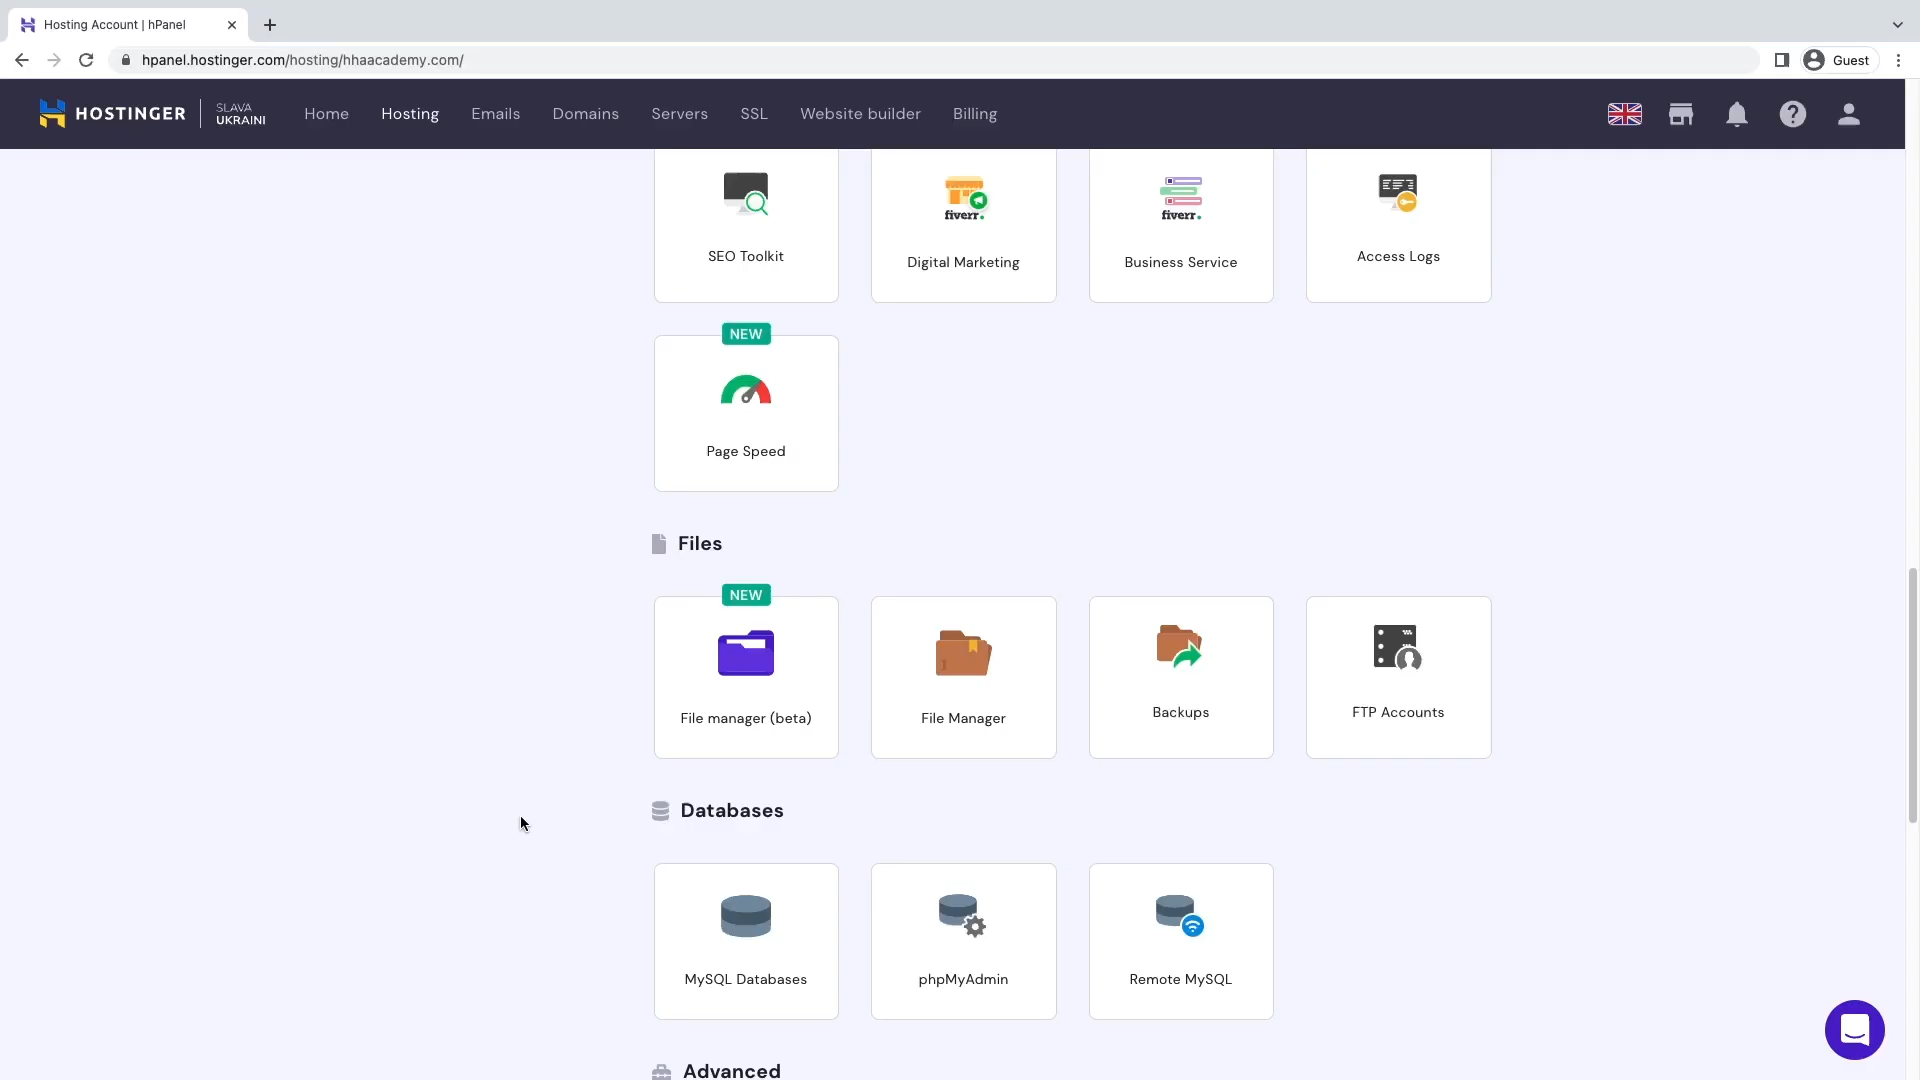 Hosting Account | hPanel
hpanel.hostinger.com/hosting/hhaacademy.com/
Guest
HOSTINGER
SLAVA
UKRAINI
Home
Hosting
Emails
Domains
Servers
SSL
Website builder
Billing
fiverr.
fiverr.
SEO Toolkit
Digital Marketing
Business Service
Access Logs
NEW
Page Speed
Files
NEW
File manager (beta)
File Manager
Backups
FTP Accounts
Databases
MySQL Databases
phpMyAdmin
Remote MySQL
Advanced